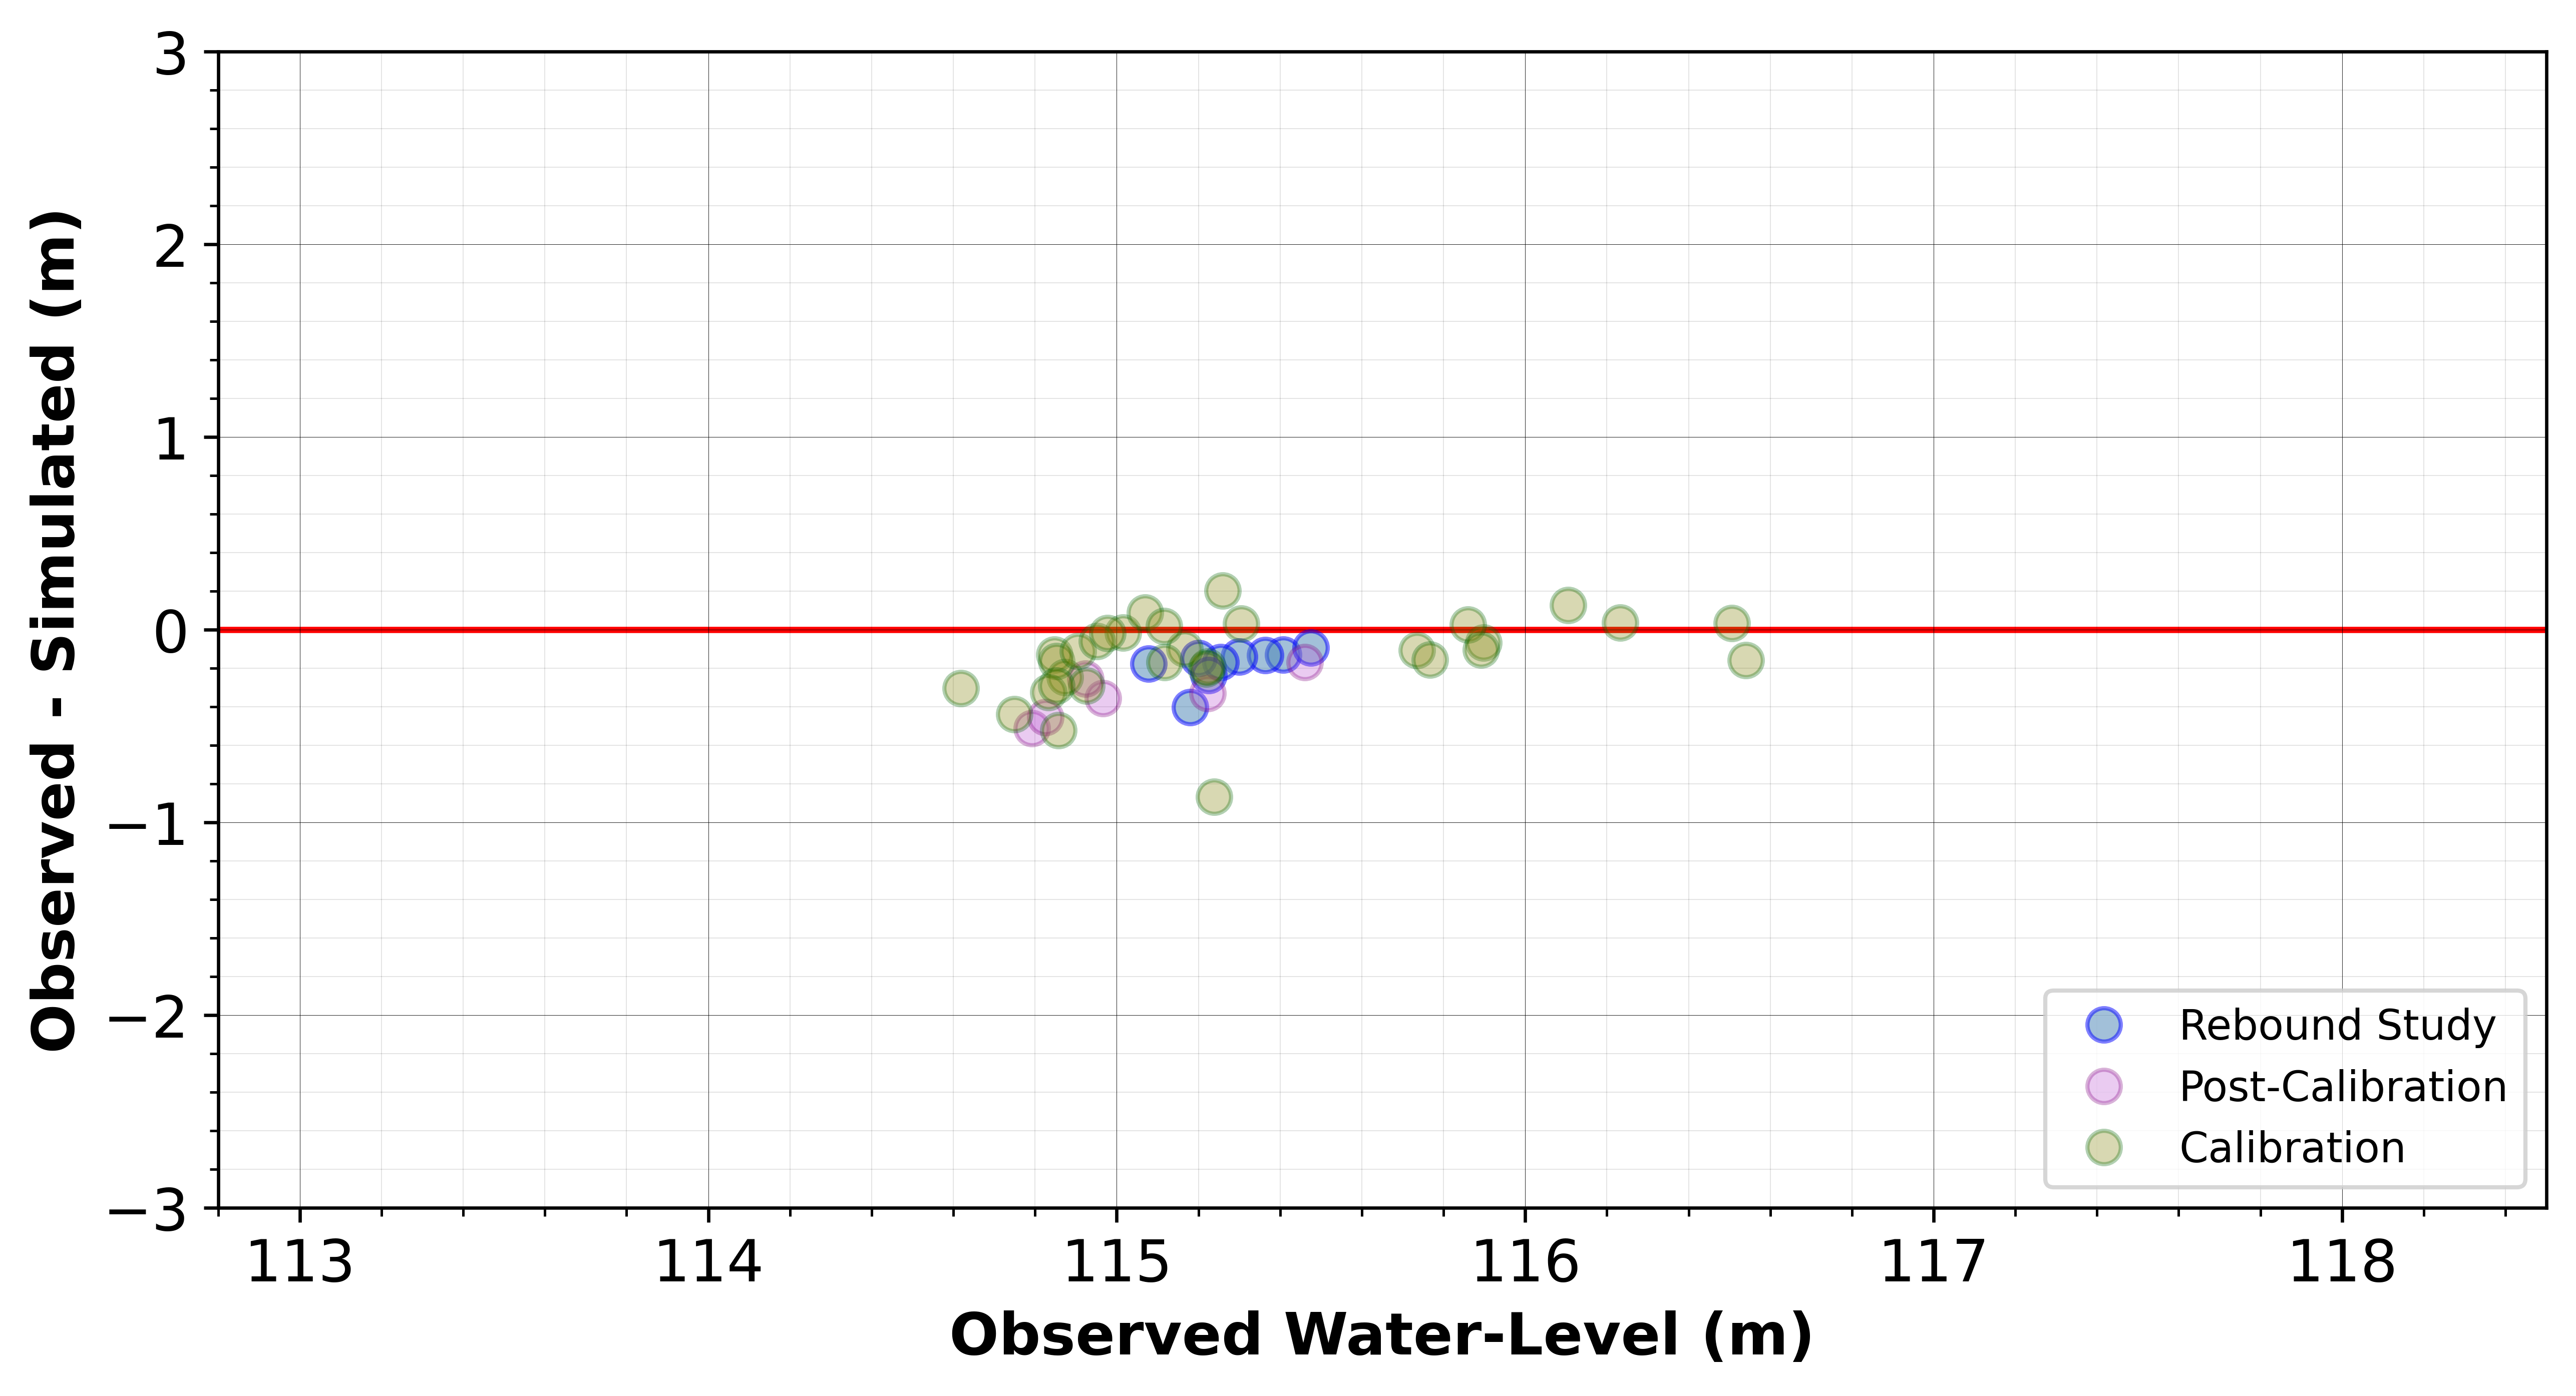 Observed - Simulated (m)
3
2
1
0
−1
−2
−3
113 114 115 116 117 118
Observed Water-Level (m)
Rebound Study
Post-Calibration
Calibration